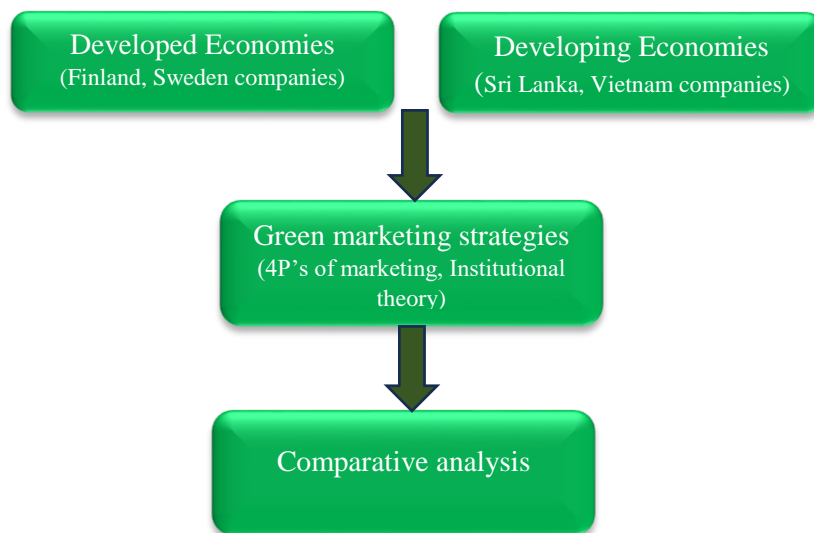 Developed Economies
(Finland, Sweden companies)
Developing Economies
(Sri Lanka, Vietnam companies)
Green marketing strategies
(4P’s of marketing, Institutional
theory)
Comparative analysis